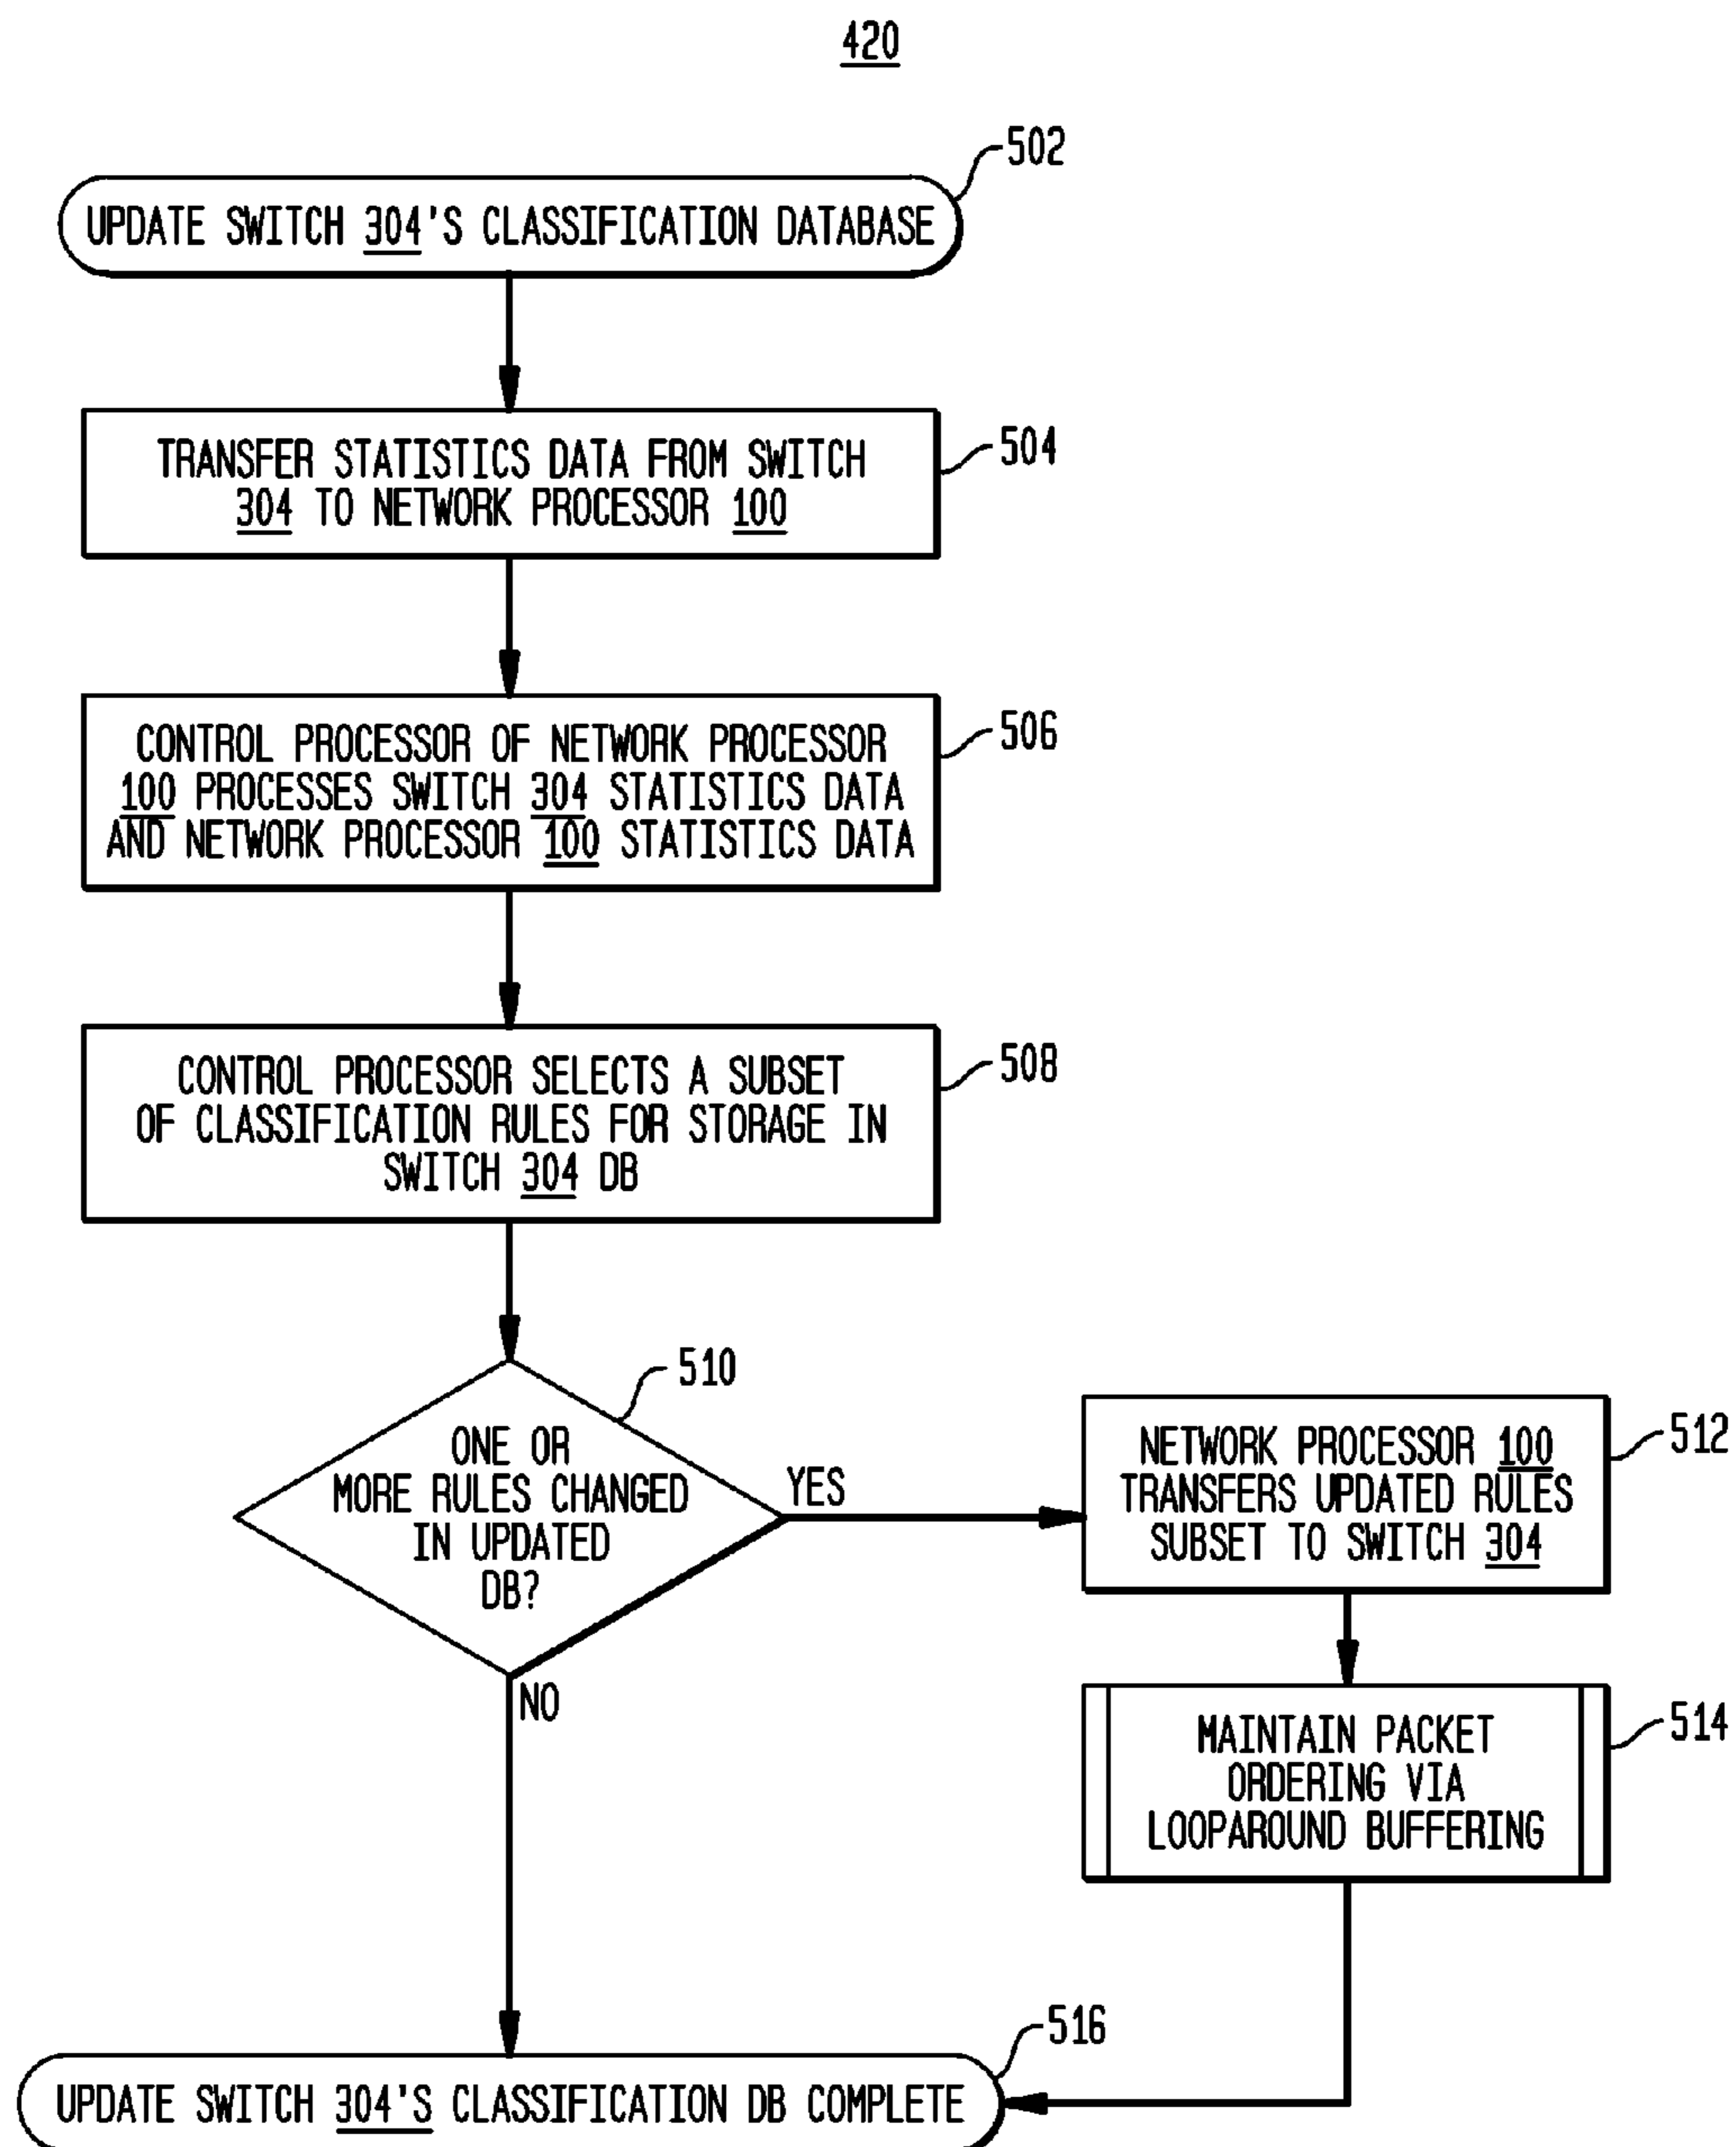 420
502
UPDATE SWITCH 304'S CLASSIFICATION DATABASE
504
TRANSFER STATISTICS DATA FROM SWITCH
304 TO NETWORK PROCESSOR 100
506
CONTROL PROCESSOR OF NETWORK PROCESSOR
100 PROCESSES SWITCH 304 STATISTICS DATA
AND NETWORK PROCESSOR 100 STATISTICS DATA
508
CONTROL PROCESSOR SELECTS A SUBSET
OF CLASSIFICATION RULES FOR STORAGE IN
SWITCH 304 DB
510
ONE OR
MORE RULES CHANGED
IN UPDATED
DB?
YES
NO
512
NETWORK PROCESSOR 100
TRANSFERS UPDATED RULES
SUBSET TO SWITCH 304
514
MAINTAIN PACKET
ORDERING VIA
LOOPAROUND BUFFERING
516
UPDATE SWITCH 304'S CLASSIFICATION DB COMPLETE